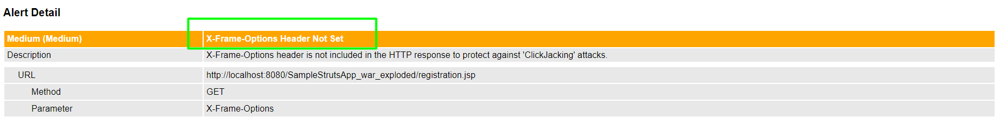 Alert Detail
Medium (Medium) X-Frame-Options Header Not Set
Description X-Frame-Options header is not included in the HTTP response to protect against 'ClickJacking' attacks.
URL http://localhost:8080/SampleStrutsApp_war_exploded/registration.jsp
Method GET
Parameter X-Frame-Options